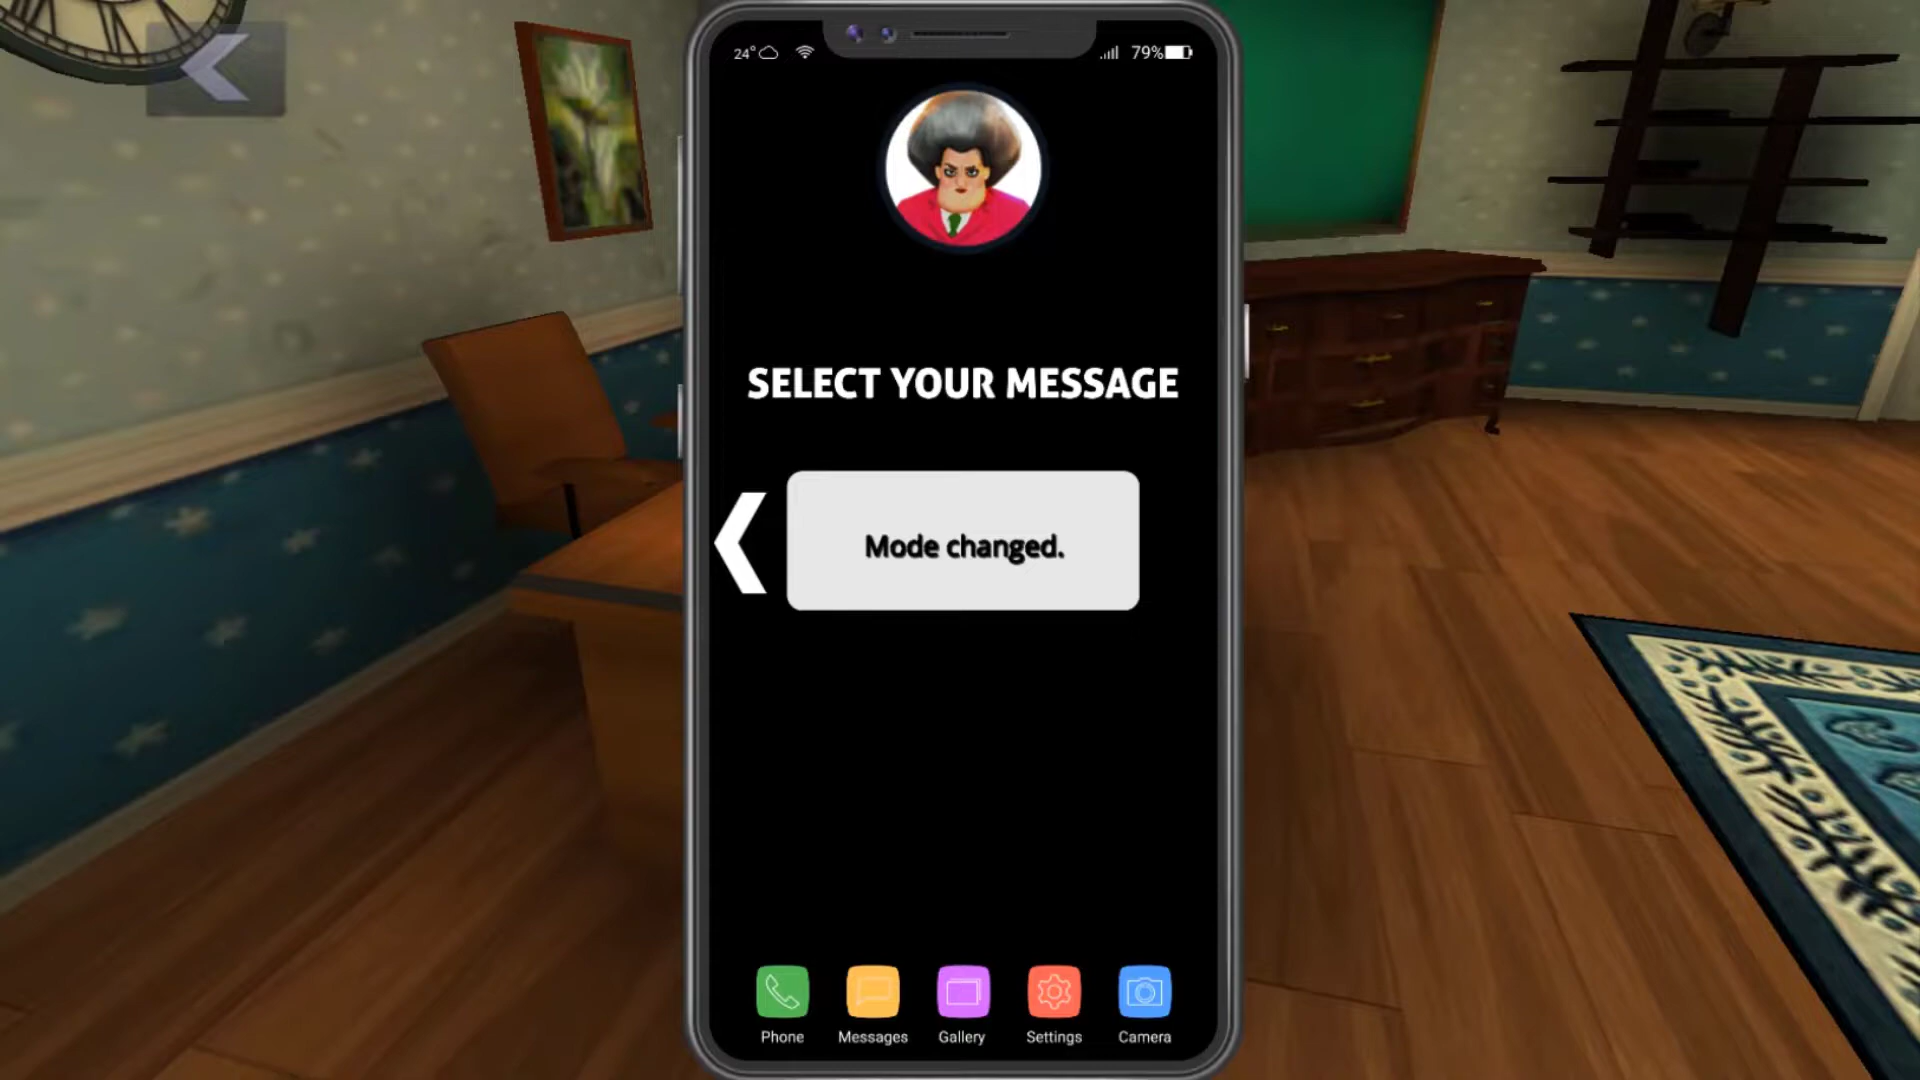 24°
79%
SELECT YOUR MESSAGE
Mode changed.
Phone Messages Gallery Settings Camera